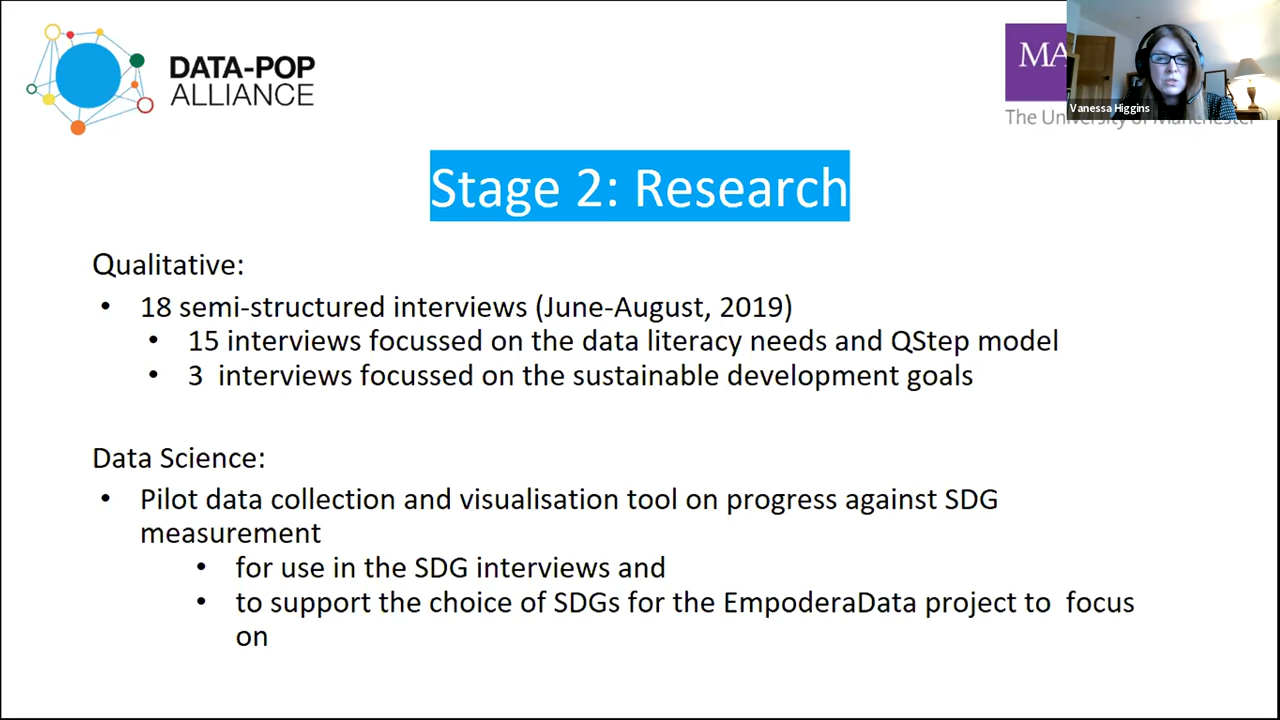 DATA-POP
ALLIANCE
MA
Vanessa Higgins
The University of Manchester
Stage 2: Research
Qualitative:
• 18 semi-structured interviews (June-August, 2019)
• 15 interviews focussed on the data literacy needs and QStep model
• 3 interviews focussed on the sustainable development goals
Data Science:
• Pilot data collection and visualisation tool on progress against SDG
measurement
• for use in the SDG interviews and
• to support the choice of SDGs for the EmpoderaData project to focus
on